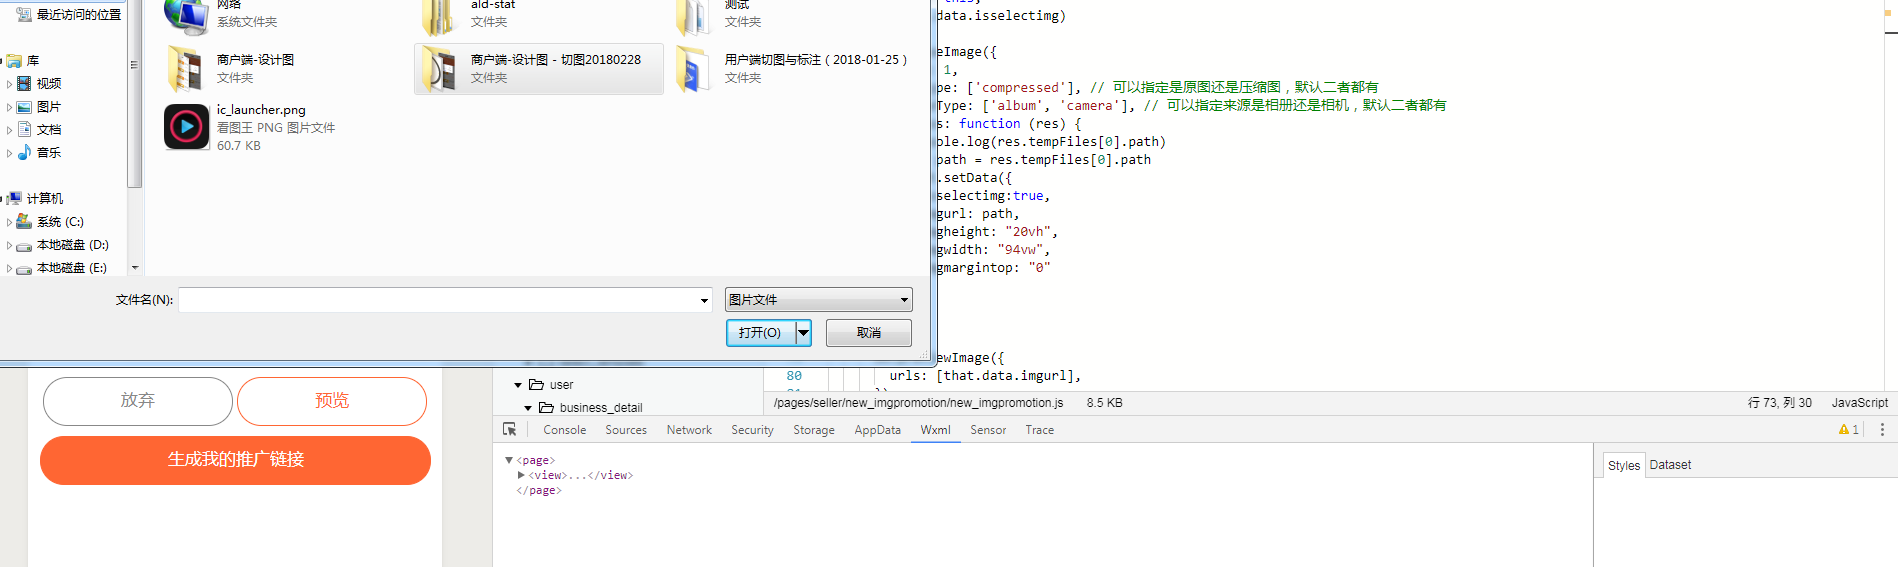 最近访问的位置
库
视频
图片
文档
音乐
计算机
系统 (C:)
本地磁盘 (D:)
本地磁盘 (E:)
网络
系统文件夹
ald-stat
文件夹
测试
文件夹
商户端-设计图
文件夹
商户端-设计图 - 切图20180228
文件夹
用户端切图与标注（2018-01-25）
文件夹
ic_launcher.png
看图王 PNG 图片文件
60.7 KB
文件名(N):
图片文件
打开(O)
取消
data.isselectimg)
eImage({
1,
pe: ['compressed'], // 可以指定是原图还是压缩图，默认二者都有
Type: ['album', 'camera'], // 可以指定来源是相册还是相机，默认二者都有
s: function (res) {
ole.log(res.tempFiles[0].path)
path = res.tempFiles[0].path
.setData({
selectimg:true,
gurl: path,
gheight: "20vh",
gwidth: "94vw",
gmargintop: "0"
ewImage({
80 urls: [that.data.imgurl],
/pages/seller/new_imgpromotion/new_imgpromotion.js 8.5 KB
行 73, 列 30 JavaScript
user
business_detail
放弃
预览
生成我的推广链接
Console Sources Network Security Storage AppData Wxml Sensor Trace
1
<page>
<view>...</view>
</page>
Styles Dataset